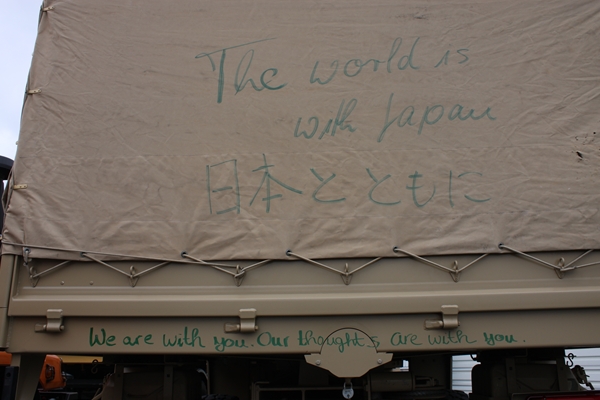 The world is
with Japan
日本とともに
We are with you. Our thoughts are with you.